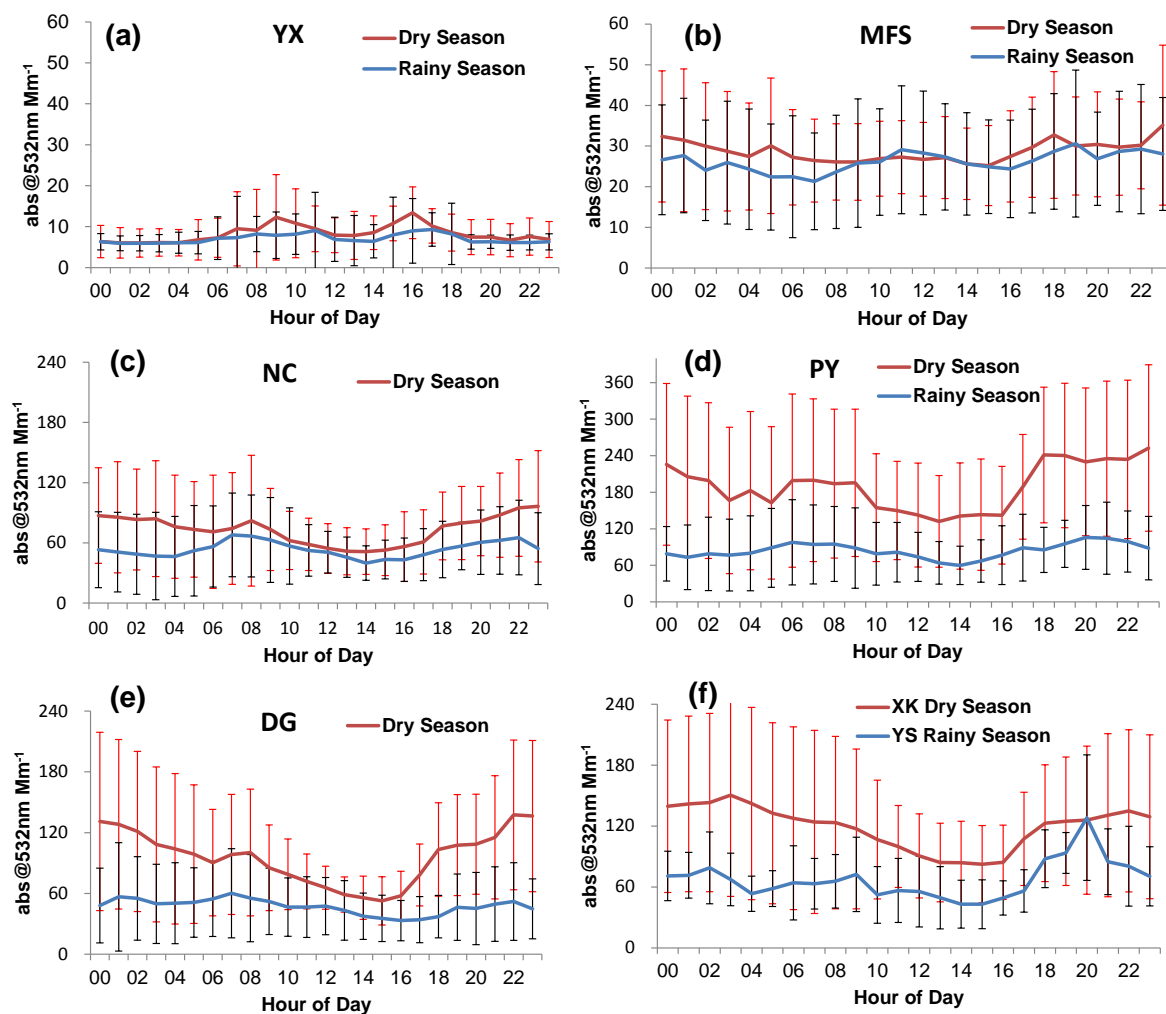 (a)
YX
Dry Season
Rainy Season
abs@532nm Mm-1
60
50
40
30
20
10
0
00 02 04 06 08 10 12 14 16 18 20 22
Hour of Day
(b)
MFS
Dry Season
Rainy Season
abs@532nm Mm-1
60
50
40
30
20
10
0
00 02 04 06 08 10 12 14 16 18 20 22
Hour of Day
(c)
NC
Dry Season
abs@532nm Mm-1
240
180
120
60
0
00 02 04 06 08 10 12 14 16 18 20 22
Hour of Day
(d)
PY
Dry Season
Rainy Season
abs@532nm Mm-1
360
300
240
180
120
60
0
00 02 04 06 08 10 12 14 16 18 20 22
Hour of Day
(e)
DG
Dry Season
abs@532nm Mm-1
240
180
120
60
0
00 02 04 06 08 10 12 14 16 18 20 22
Hour of Day
(f)
XK Dry Season
YS Rainy Season
abs@532nm Mm-1
240
180
120
60
0
00 02 04 06 08 10 12 14 16 18 20 22
Hour of Day